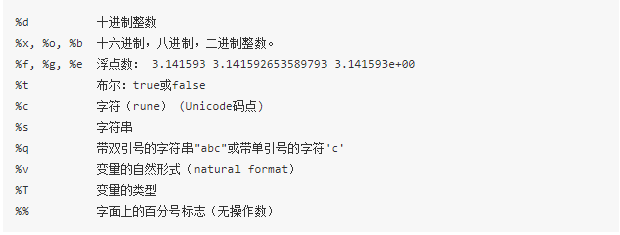 %d 十进制整数
%x, %o, %b 十六进制，八进制，二进制整数。
%f, %g, %e 浮点数： 3.141593 3.141592653589793 3.141593e+00
%t 布尔：true或false
%c 字符（rune） (Unicode码点)
%s 字符串
%q 带双引号的字符串"abc"或带单引号的字符'c'
%v 变量的自然形式（natural format）
%T 变量的类型
%% 字面上的百分号标志（无操作数）